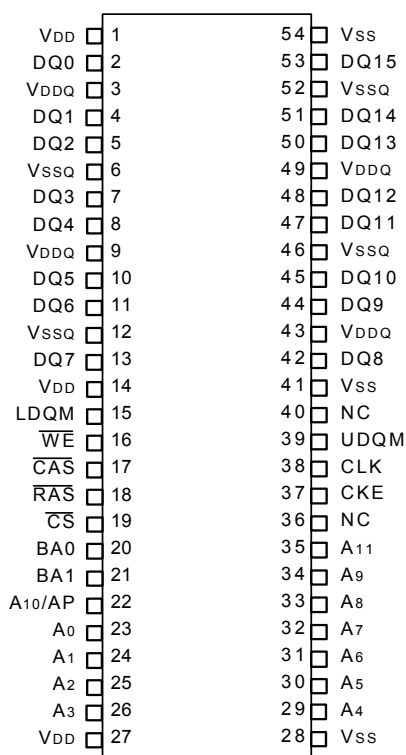 VDD 1 54 VSS
DQ0 2 53 DQ15
VDDQ 3 52 VSSQ
DQ1 4 51 DQ14
DQ2 5 50 DQ13
VSSQ 6 49 VDDQ
DQ3 7 48 DQ12
DQ4 8 47 DQ11
VDDQ 9 46 VSSQ
DQ5 10 45 DQ10
DQ6 11 44 DQ9
VSSQ 12 43 VDDQ
DQ7 13 42 DQ8
VDD 14 41 VSS
LDQM 15 40 NC
WE 16 39 UDQM
CAS 17 38 CLK
RAS 18 37 CKE
CS 19 36 NC
BA0 20 35 A11
BA1 21 34 A9
A10/AP 22 33 A8
A0 23 32 A7
A1 24 31 A6
A2 25 30 A5
A3 26 29 A4
VDD 27 28 VSS